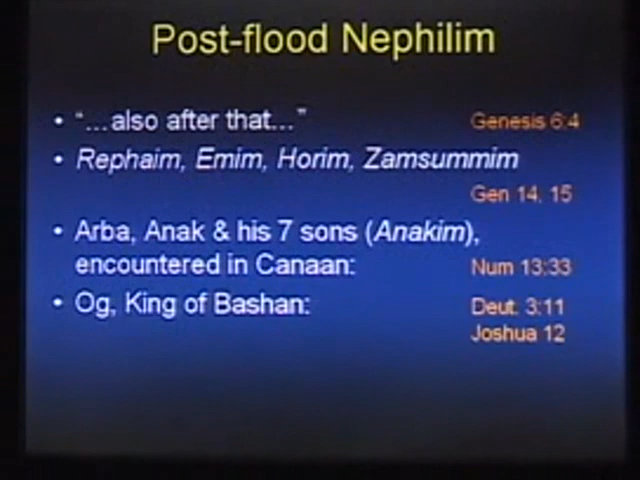 Post-flood Nephilim
• "...also after that..." Genesis 6:4
• Rephaim, Emim, Horim, Zamsummim
Gen 14, 15
• Arba, Anak & his 7 sons (Anakim),
encountered in Canaan: Num 13:33
• Og, King of Bashan: Deut. 3:11
Joshua 12